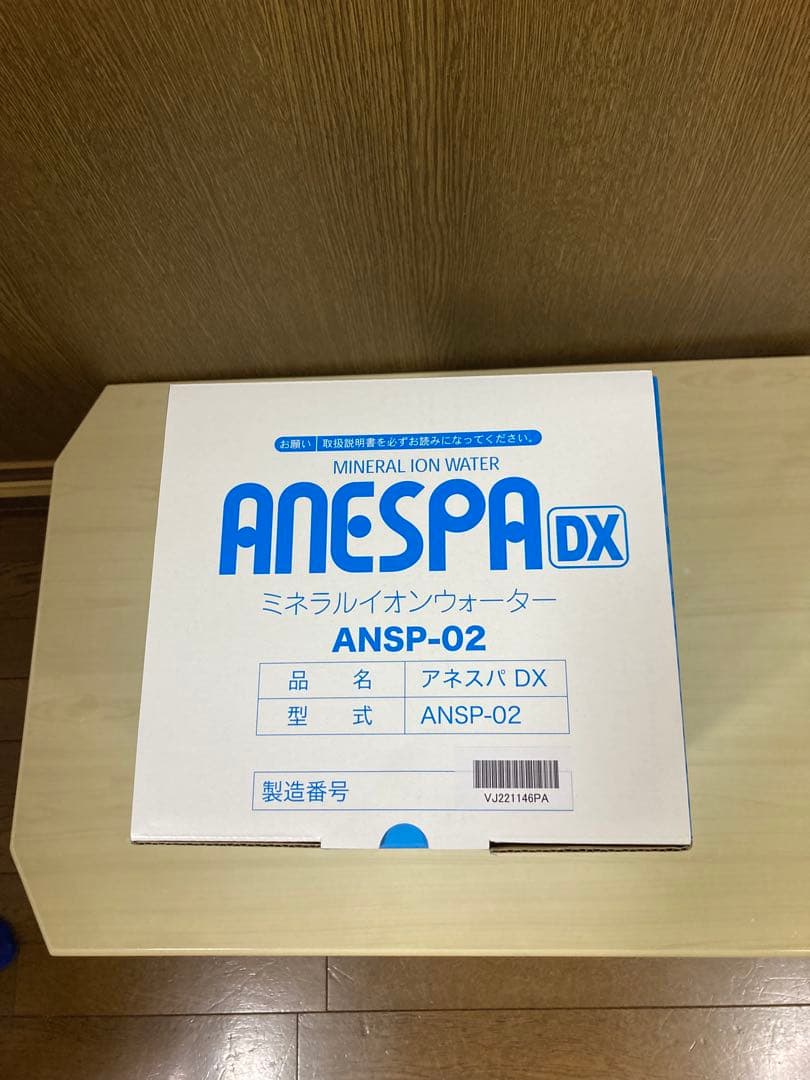 お願い 取扱説明書を必ずお読みになってください。
MINERAL ION WATER
ANESPA DX
ミネラルイオンウォーター
ANSP-02
品 名 アネスパ DX
型 式 ANSP-02
製造番号
VJ221146PA